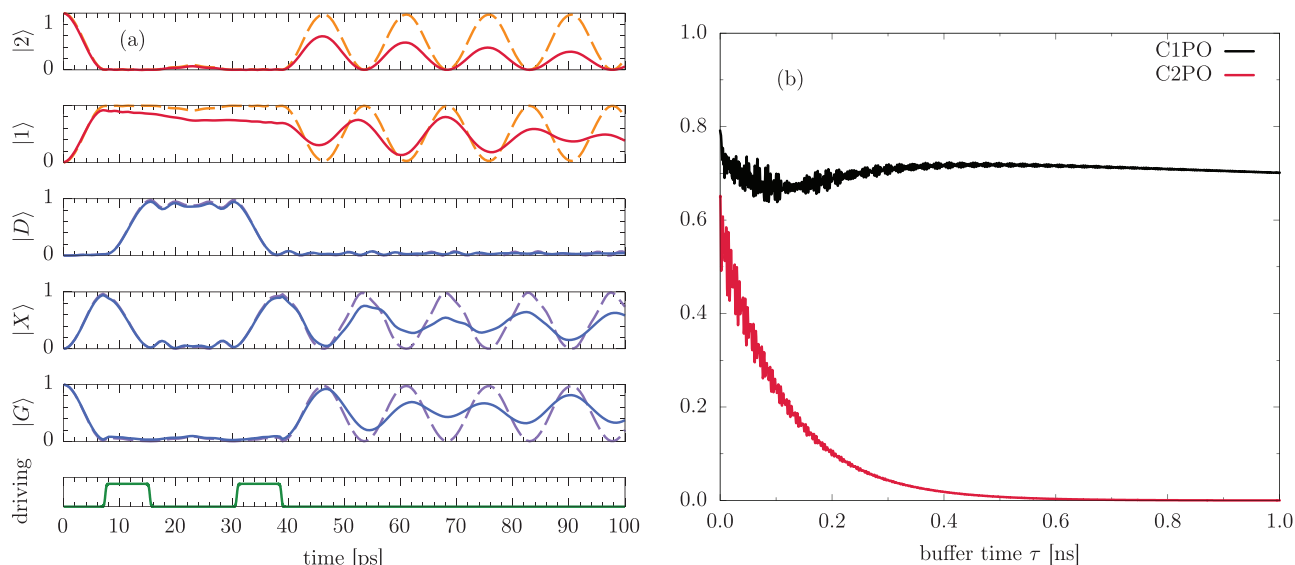 (a)
|2⟩
1
0
|1⟩
0
|D⟩
1
0
|X⟩
1
0
|G⟩
1
0
driving
0 10 20 30 40 50 60 70 80 90 100
time [ps]
(b)
C1PO
C2PO
1.0
0.8
0.6
0.4
0.2
0.0
0.0 0.2 0.4 0.6 0.8 1.0
buffer time τ [ns]